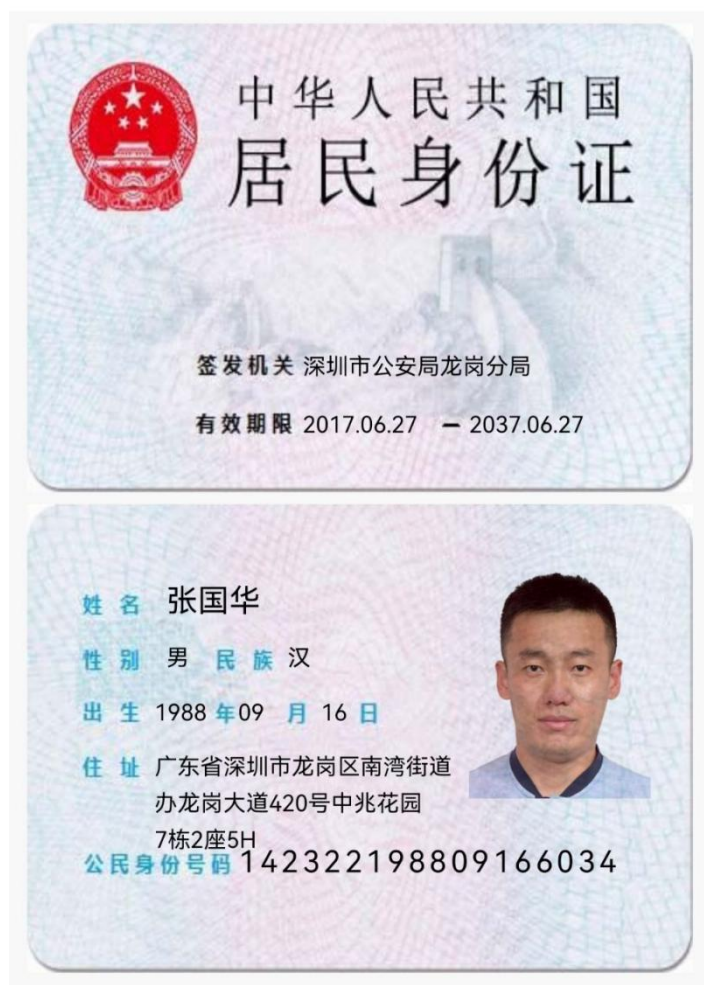 中华人民共和国
居民身份证
签发机关 深圳市公安局龙岗分局
有效期限 2017.06.27 — 2037.06.27
姓名 张国华
性别 男 民族 汉
出生 1988 年 09 月 16 日
住址 广东省深圳市龙岗区南湾街道
办龙岗大道420号中兆花园
7栋2座5H
公民身份号码 142322198809166034